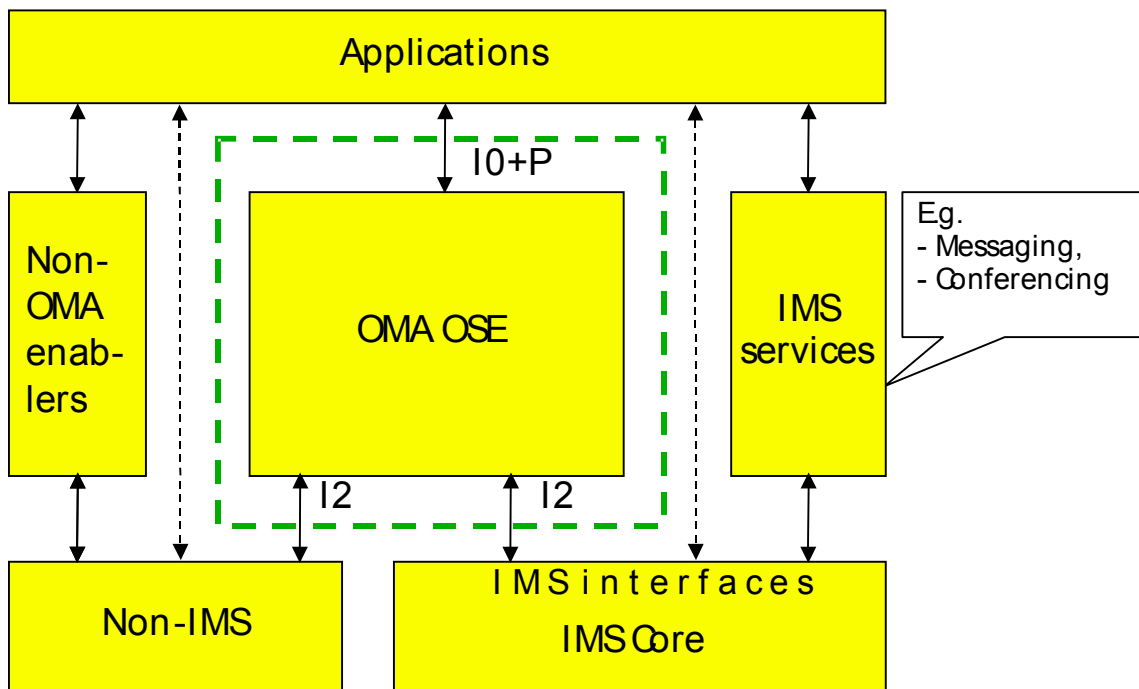 Applications
I0+P
Non-
OMA
enab-
lers
OMA OSE
IMS
services
E.g.
- Messaging,
- Conferencing
I2
I2
Non-IMS
IMS interfaces
IMS Core